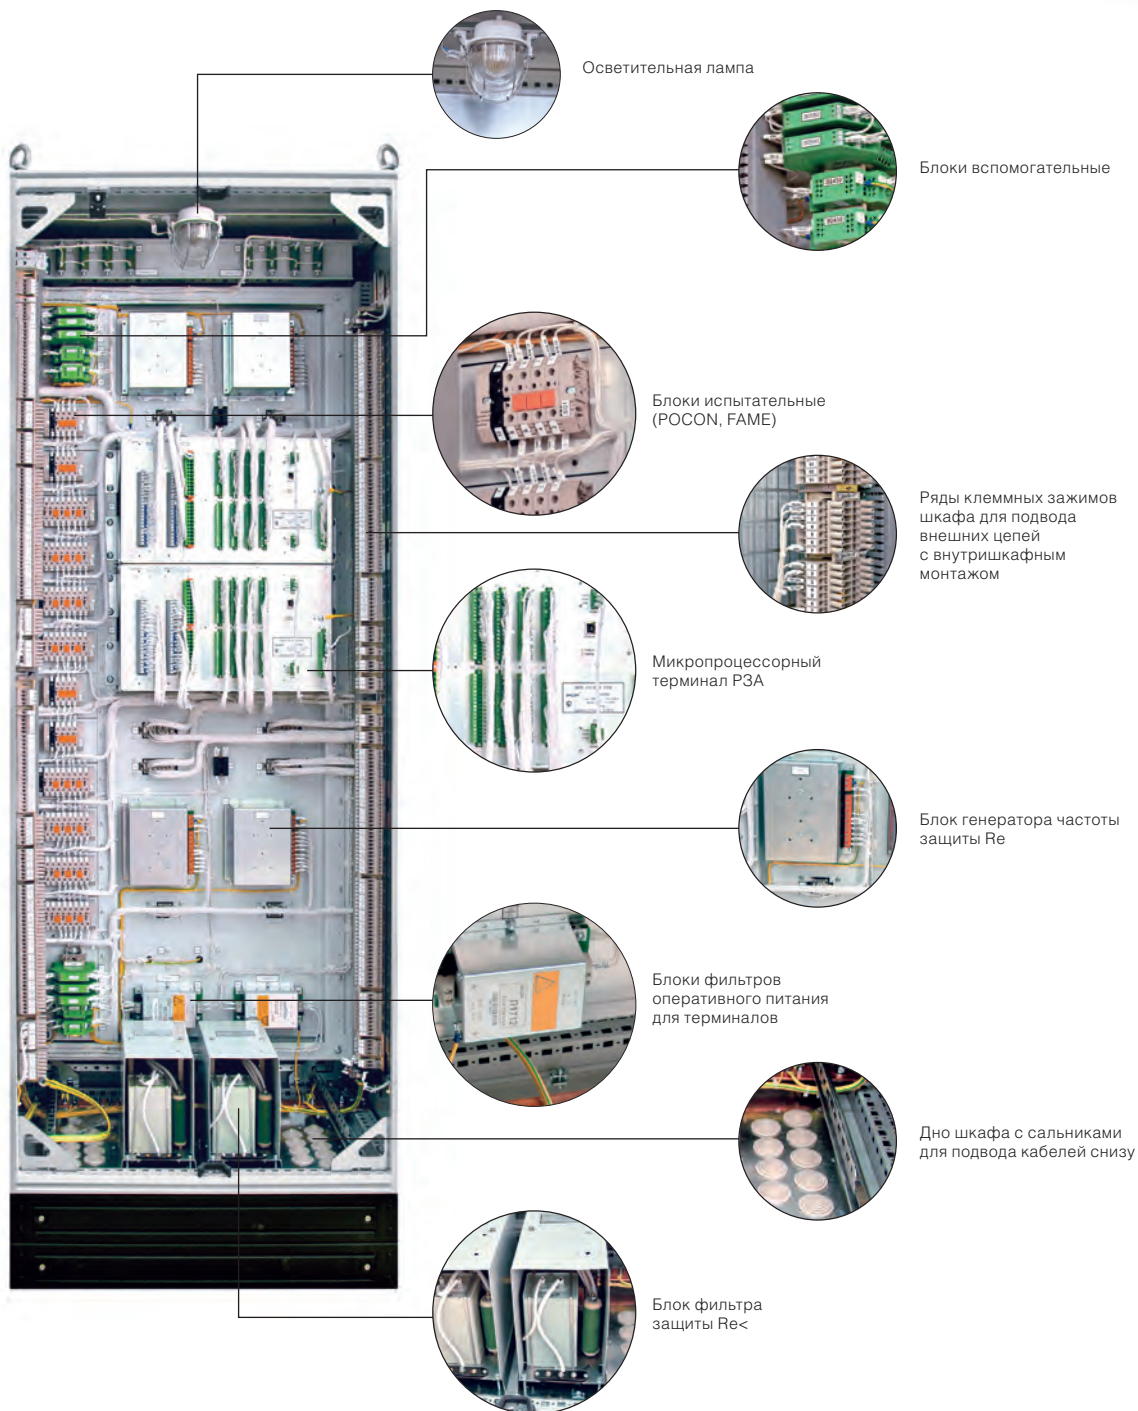 Осветительная лампа
Блоки вспомогательные
Блоки испытательные
(POCON, FAME)
Ряды клеммных зажимов
шкафа для подвода
внешних цепей
с внутришкафным
монтажом
Микропроцессорный
терминал РЗА
Блок генератора частоты
защиты Re
Блоки фильтров
оперативного питания
для терминалов
П1712
Дно шкафа с сальниками
для подвода кабелей снизу
Блок фильтра
защиты Re<